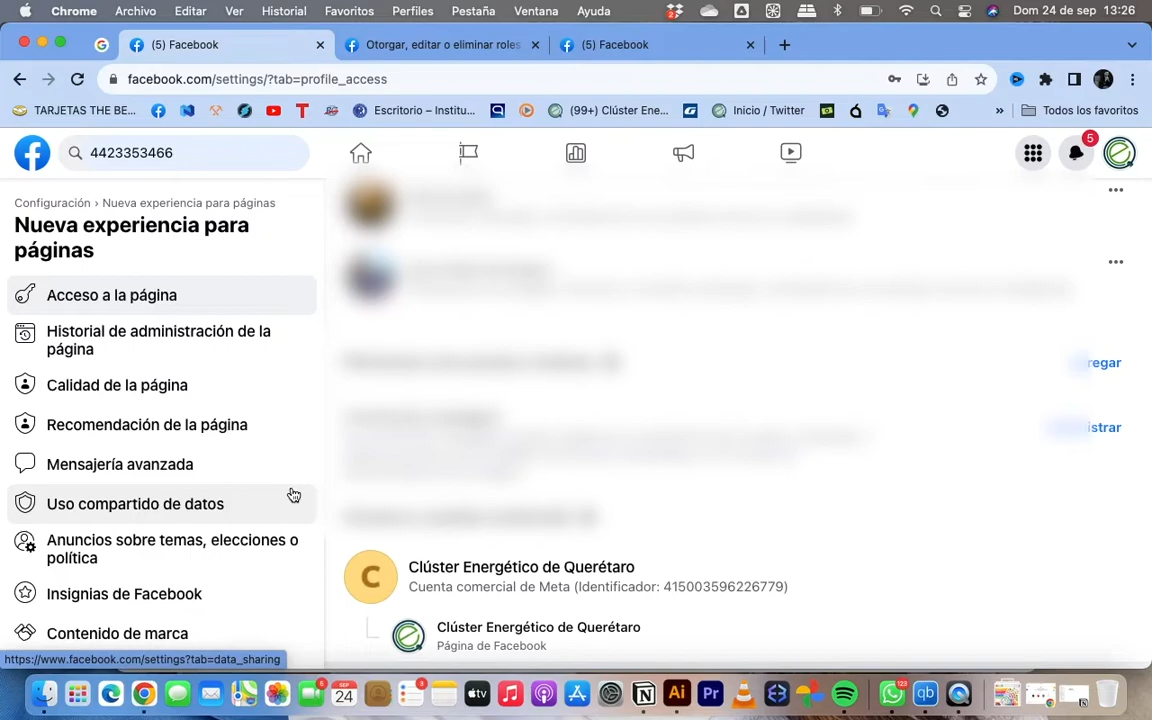 Chrome Archivo Editar Ver Historial Favoritos Perfiles Pestaña Ventana Ayuda Dom 24 de sep 13:26
(5) Facebook Otorgar, editar o eliminar roles (5) Facebook
facebook.com/settings/?tab=profile_access
TARJETAS THE BE... Escritorio – Institu... (99+) Clúster Ene... Inicio / Twitter Todos los favoritos
4423353466
5
Configuración › Nueva experiencia para páginas
Nueva experiencia para
páginas
Acceso a la página
Historial de administración de la
página
Calidad de la página
Recomendación de la página
Mensajería avanzada
Uso compartido de datos
Anuncios sobre temas, elecciones o
política
Insignias de Facebook
Contenido de marca
https://www.facebook.com/settings?tab=data_sharing
regar
istrar
C
Clúster Energético de Querétaro
Cuenta comercial de Meta (Identificador: 415003596226779)
Clúster Energético de Querétaro
Página de Facebook